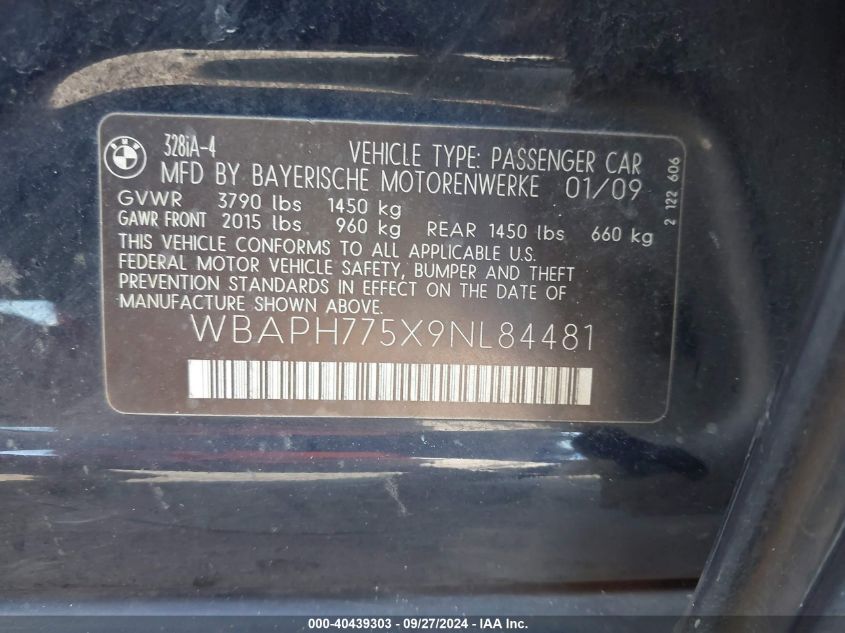 BMW
328iA-4
VEHICLE TYPE: PASSENGER CAR
MFD BY BAYERISCHE MOTORENWERKE 01/09
GVWR 3790 lbs 1450 kg
GAWR FRONT 2015 lbs 960 kg REAR 1450 lbs 660 kg
THIS VEHICLE CONFORMS TO ALL APPLICABLE U.S.
FEDERAL MOTOR VEHICLE SAFETY, BUMPER AND THEFT
PREVENTION STANDARDS IN EFFECT ON THE DATE OF
MANUFACTURE SHOWN ABOVE.
WBAPH775X9NL84481
2 122 606
000-40439303 - 09/27/2024 - IAAI Inc.